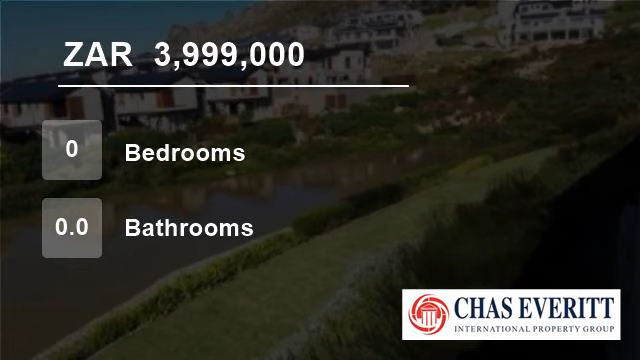 ZAR  3,999,000
0
Bedrooms
0.0
Bathrooms
CHAS EVERITT
INTERNATIONAL PROPERTY GROUP